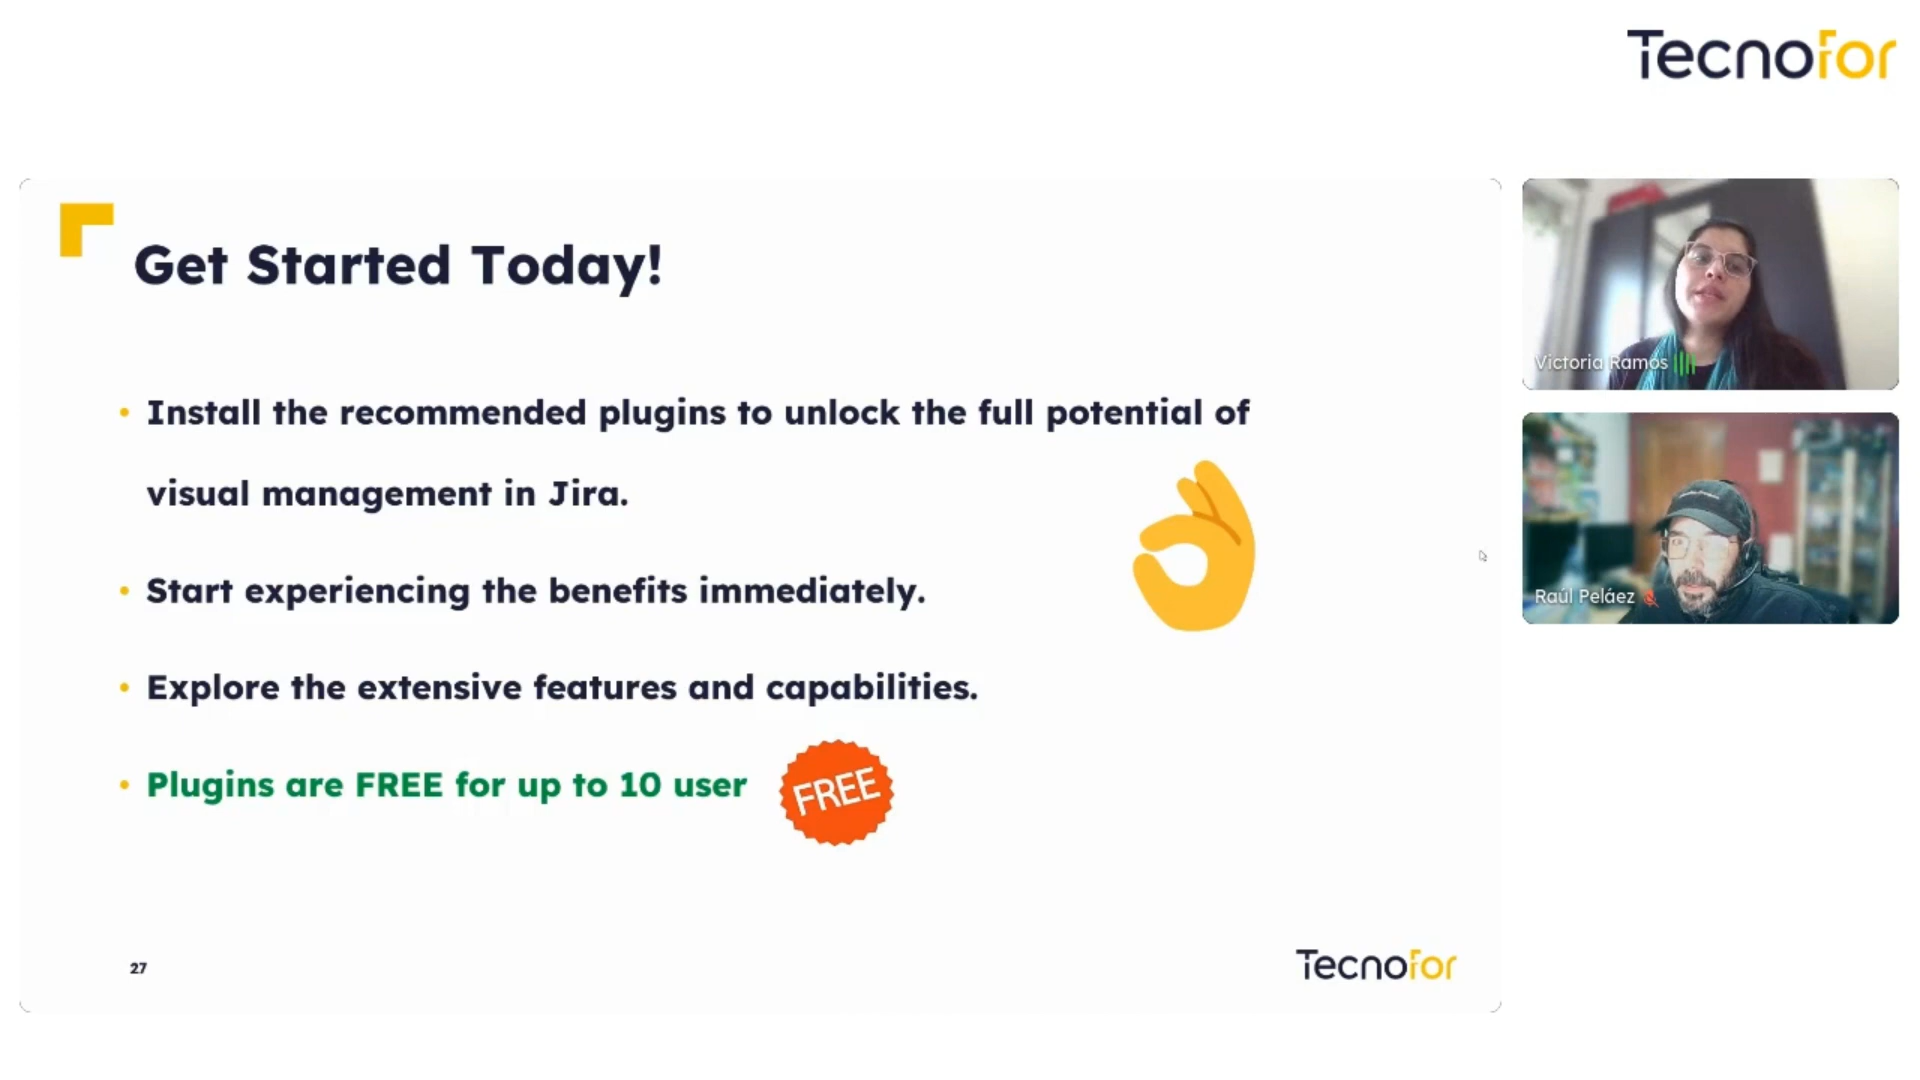 Tecnofor
Get Started Today!
• Install the recommended plugins to unlock the full potential of
visual management in Jira.
• Start experiencing the benefits immediately.
• Explore the extensive features and capabilities.
• Plugins are FREE for up to 10 user
FREE
27
Tecnofor
Victoria Ramos
Raúl Peláez